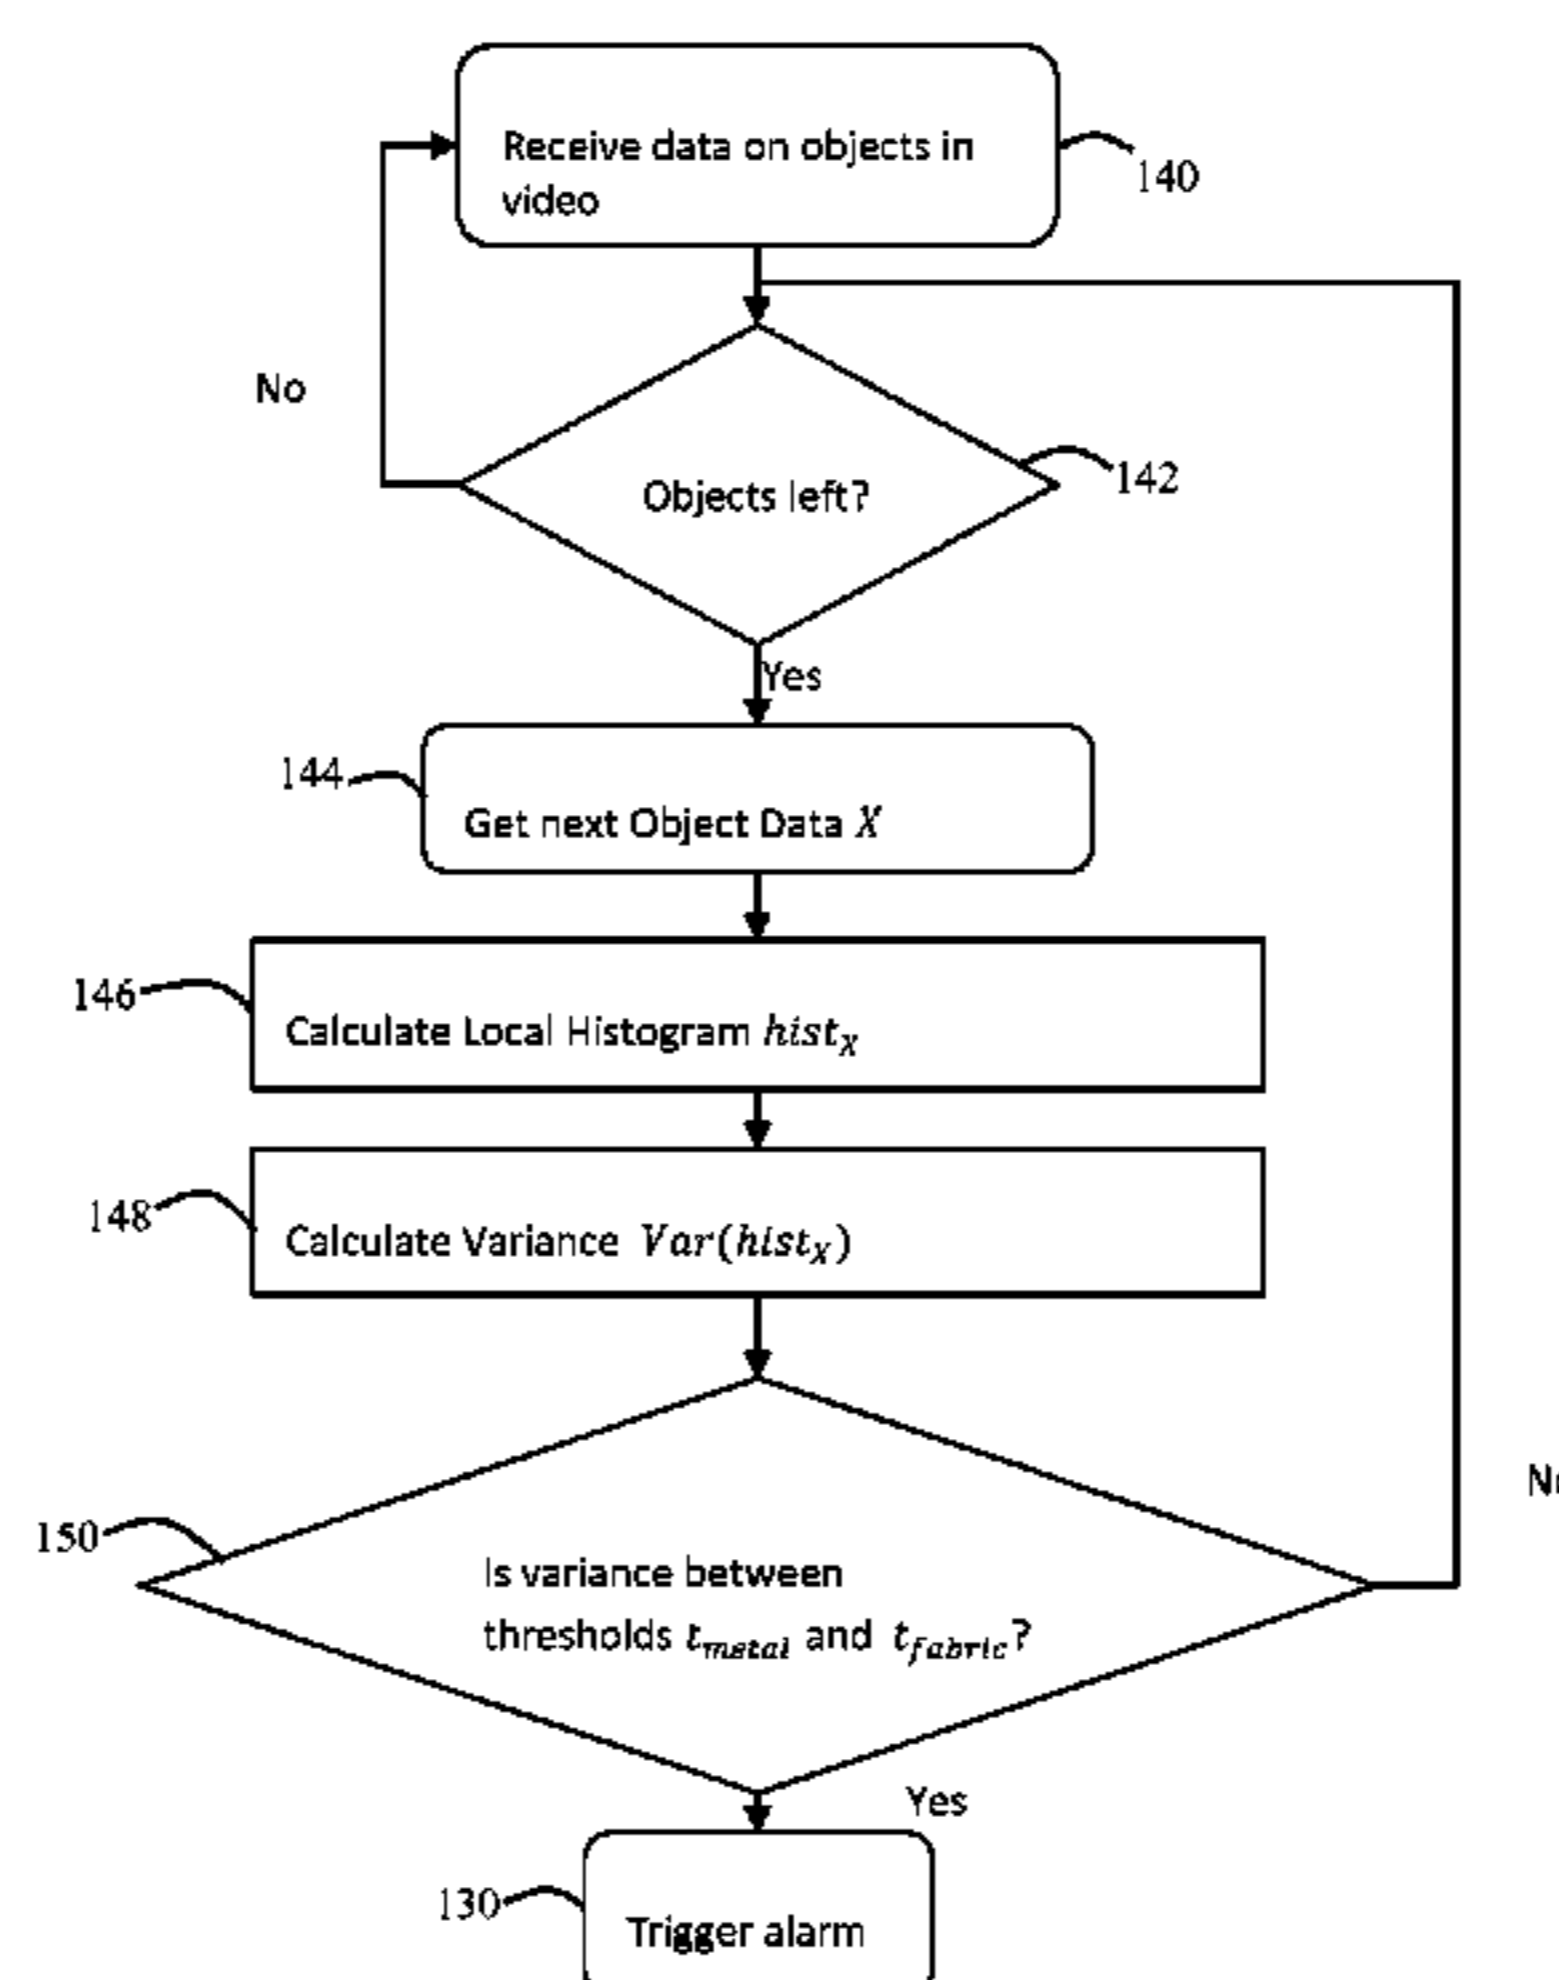 Receive data on objects in
video
140
No
Objects left?
142
Yes
144
Get next Object Data X
146
Calculate Local Histogram hist_X
148
Calculate Variance Var(hist_X)
150
Is variance between
thresholds t_metal and t_fabric?
Yes
130
Trigger alarm